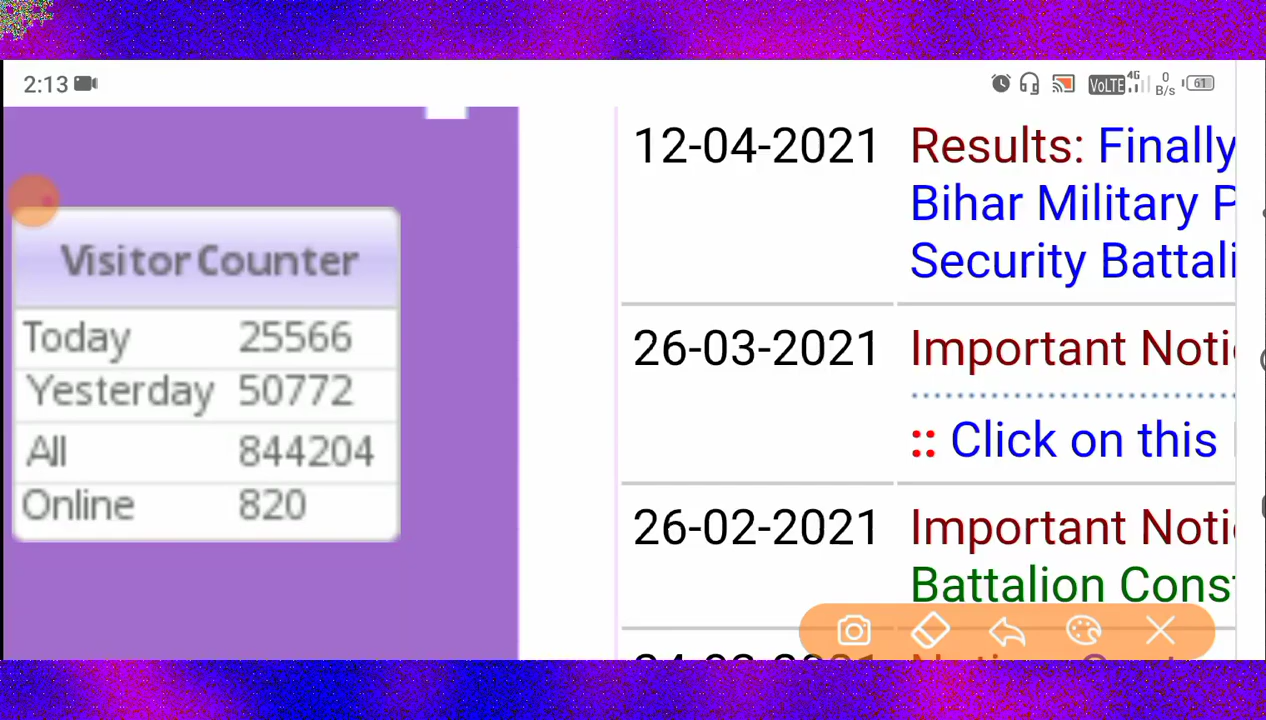 2:13
VoLTE 4G 0 B/s 61
Visitor Counter
Today 25566
Yesterday 50772
All 844204
Online 820
12-04-2021 Results: Finally
Bihar Military P
Security Battali
26-03-2021 Important Noti
:: Click on this
26-02-2021 Important Noti
Battalion Cons